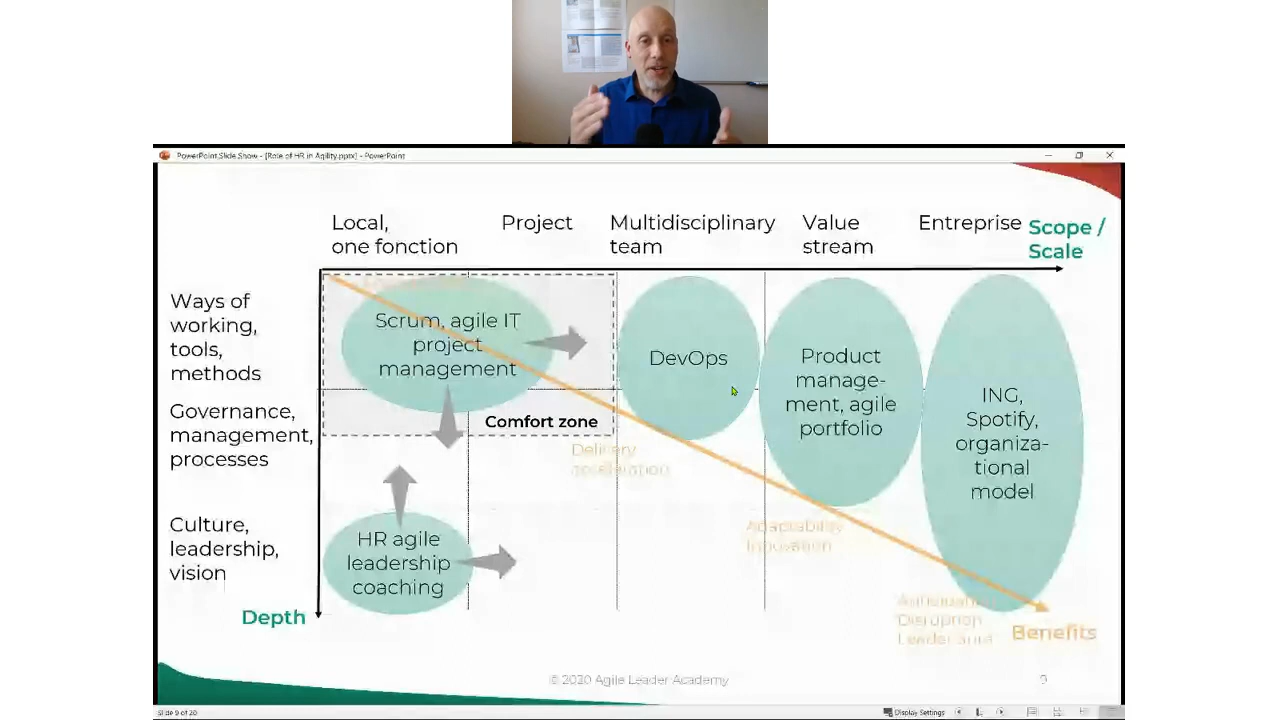 PowerPoint Slide Show - [Role of HR in Agility.pptx] - PowerPoint
Local,
one fonction
Project
Multidisciplinary
team
Value
stream
Entreprise
Scope /
Scale
Ways of
working,
tools,
methods
Governance,
management,
processes
Culture,
leadership,
vision
Depth
Scrum, agile IT
project
management
Comfort zone
DevOps
Product
manage-
ment, agile
portfolio
ING,
Spotify,
organiza-
tional
model
HR agile
leadership
coaching
Delivery
acceleration
Adaptability
Innovation
Disruption
Benefits
© 2020 Agile Leader Academy
9
Slide 9 of 20
Display Settings